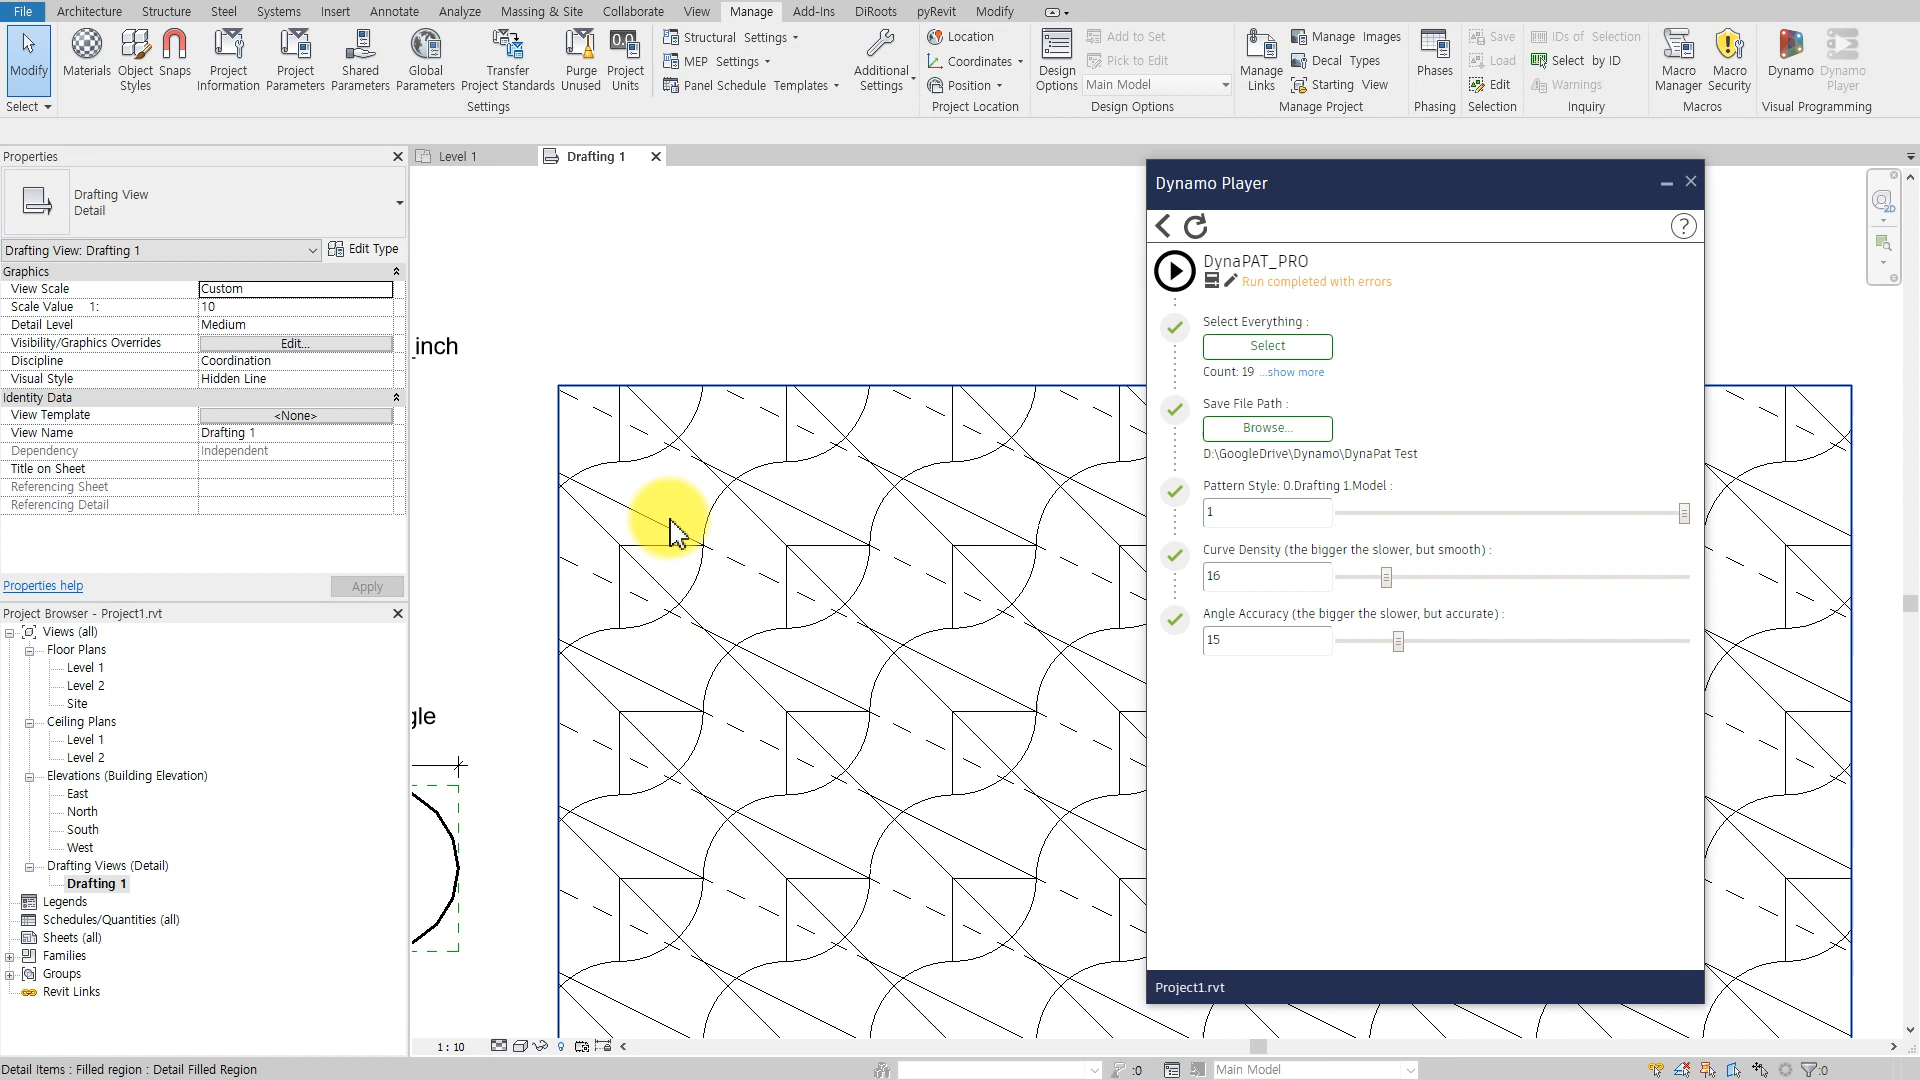 File Architecture Structure Steel Systems Insert Annotate Analyze Massing & Site Collaborate View Manage Add-Ins DiRoots pyRevit Modify
Modify
Select
Materials
Object Styles
Snaps
Project Information
Project Parameters
Shared Parameters
Global Parameters
Transfer Project Standards
Purge Unused
Project Units
Structural Settings
MEP Settings
Panel Schedule Templates
Additional Settings
Settings
Location
Coordinates
Position
Project Location
Design Options
Add to Set
Pick to Edit
Main Model
Design Options
Manage Links
Manage Images
Decal Types
Starting View
Manage Project
Phases
Phasing
Save
Load
Edit
Selection
IDs of Selection
Select by ID
Warnings
Inquiry
Macro Manager
Macro Security
Macros
Dynamo
Dynamo Player
Visual Programming
Properties
Drafting View
Detail
Drafting View: Drafting 1
Edit Type
Graphics
View Scale Custom
Scale Value 1: 10
Detail Level Medium
Visibility/Graphics Overrides Edit...
Discipline Coordination
Visual Style Hidden Line
Identity Data
View Template <None>
View Name Drafting 1
Dependency Independent
Title on Sheet
Referencing Sheet
Referencing Detail
Properties help Apply
Project Browser - Project1.rvt
Views (all)
Floor Plans
Level 1
Level 2
Site
Ceiling Plans
Level 1
Level 2
Elevations (Building Elevation)
East
North
South
West
Drafting Views (Detail)
Drafting 1
Legends
Schedules/Quantities (all)
Sheets (all)
Families
Groups
Revit Links
Level 1 Drafting 1
_inch
gle
2D
Dynamo Player
?
DynaPAT_PRO
Run completed with errors
Select Everything :
Select
Count: 19 ...show more
Save File Path :
Browse...
D:\GoogleDrive\Dynamo\DynaPat Test
Pattern Style: 0.Drafting 1.Model :
1
Curve Density (the bigger the slower, but smooth) :
16
Angle Accuracy (the bigger the slower, but accurate) :
15
Project1.rvt
1 : 10
Detail Items : Filled region : Detail Filled Region
:0
Main Model
:0